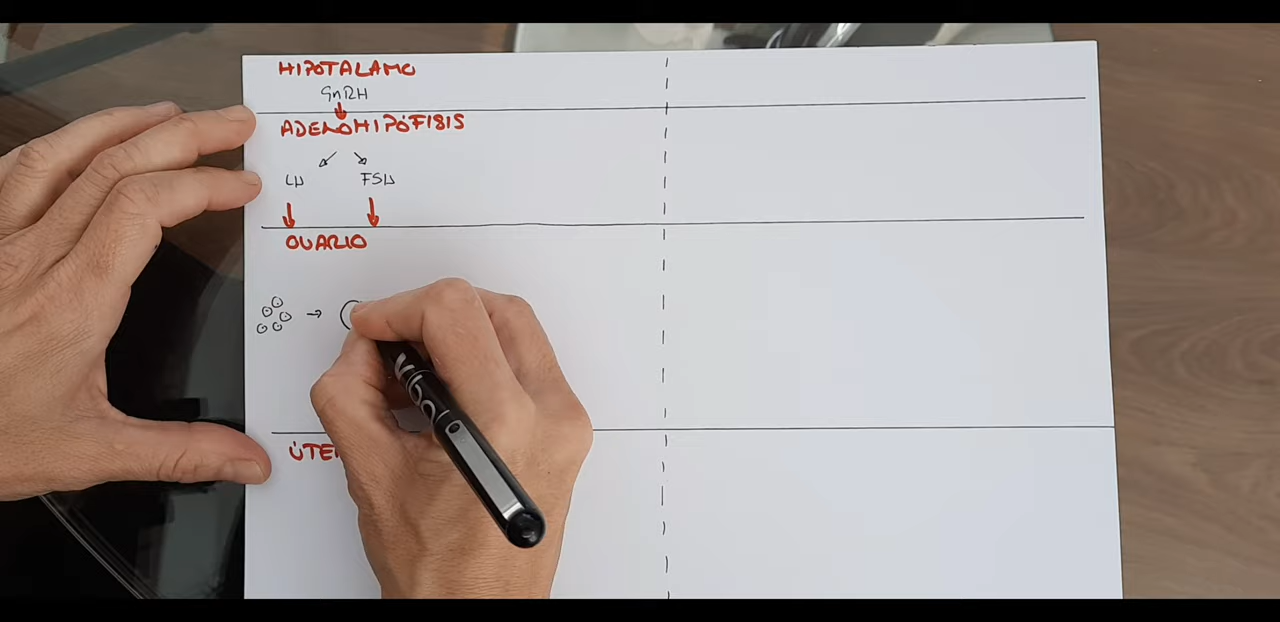 HIPOTALAMO
GnRH
ADENOHIPÓFISIS
LH FSH
OVARIO